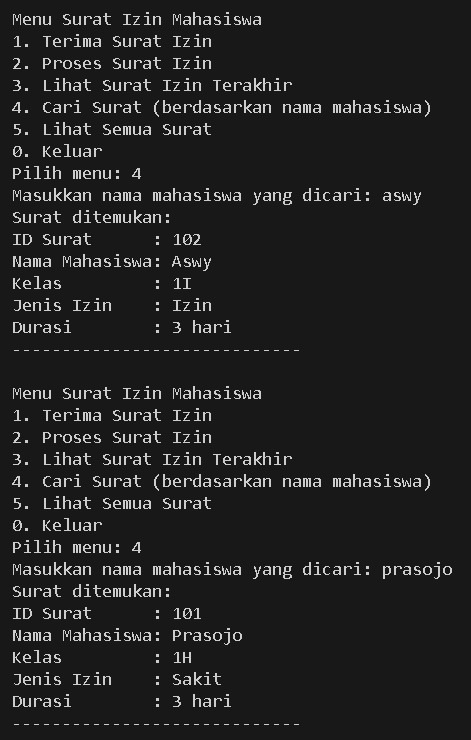 Menu Surat Izin Mahasiswa
1. Terima Surat Izin
2. Proses Surat Izin
3. Lihat Surat Izin Terakhir
4. Cari Surat (berdasarkan nama mahasiswa)
5. Lihat Semua Surat
0. Keluar
Pilih menu: 4
Masukkan nama mahasiswa yang dicari: aswy
Surat ditemukan:
ID Surat      : 102
Nama Mahasiswa: Aswy
Kelas         : 1I
Jenis Izin    : Izin
Durasi        : 3 hari
-----------------------------

Menu Surat Izin Mahasiswa
1. Terima Surat Izin
2. Proses Surat Izin
3. Lihat Surat Izin Terakhir
4. Cari Surat (berdasarkan nama mahasiswa)
5. Lihat Semua Surat
0. Keluar
Pilih menu: 4
Masukkan nama mahasiswa yang dicari: prasojo
Surat ditemukan:
ID Surat      : 101
Nama Mahasiswa: Prasojo
Kelas         : 1H
Jenis Izin    : Sakit
Durasi        : 3 hari
-----------------------------